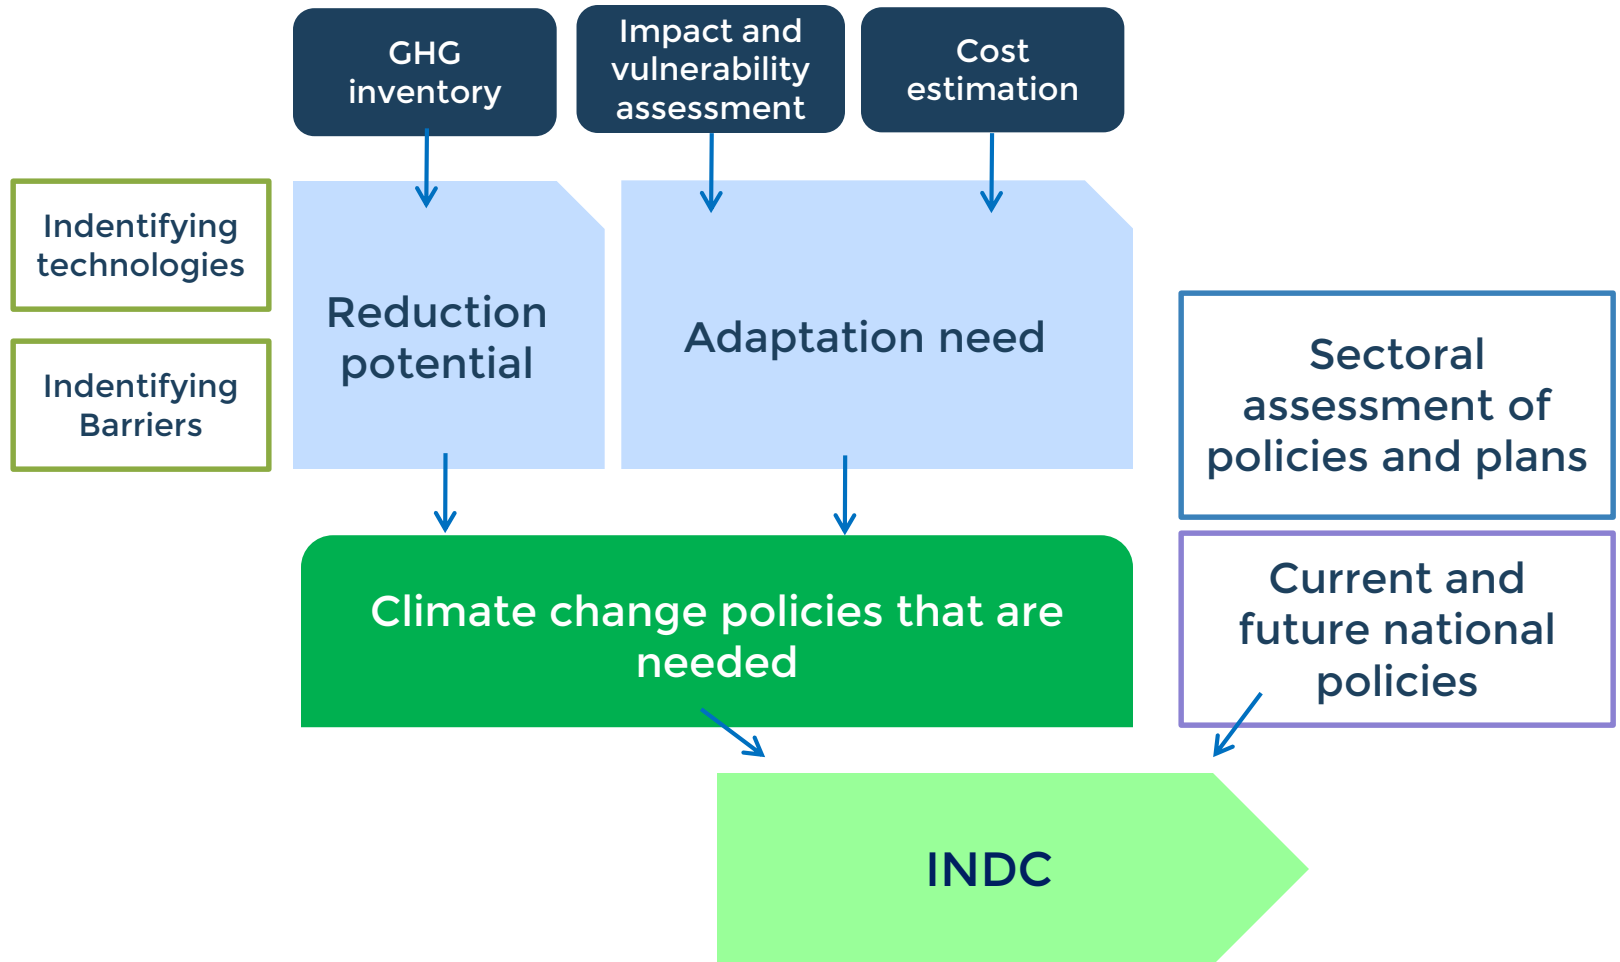 GHG
inventory
Impact and
vulnerability
assessment
Cost
estimation
Indentifying
technologies
Indentifying
Barriers
Reduction
potential
Adaptation need
Sectoral
assessment of
policies and plans
Climate change policies that are
needed
Current and
future national
policies
INDC